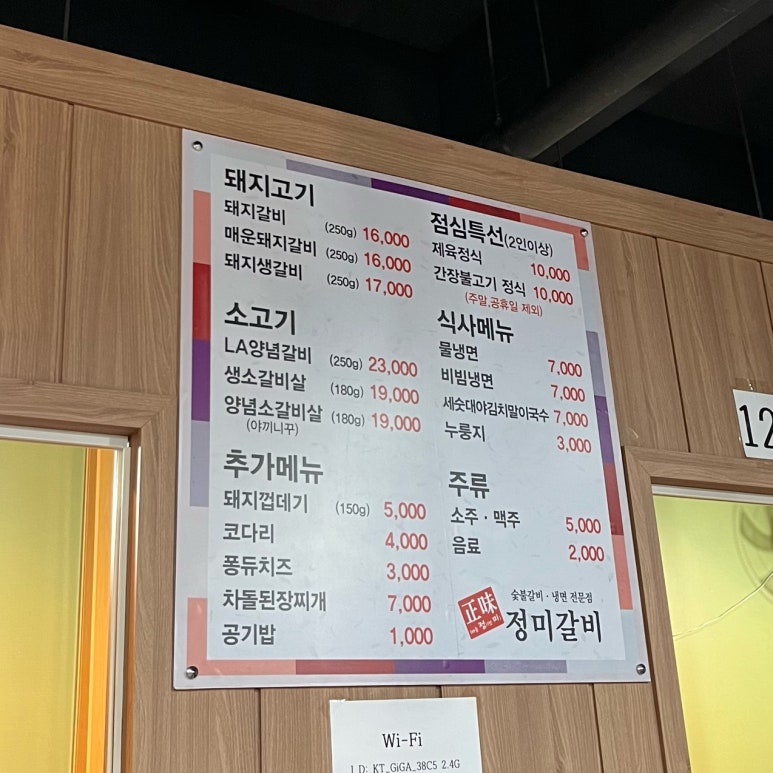 돼지고기
돼지갈비 (250g) 16,000
매운돼지갈비 (250g) 16,000
돼지생갈비 (250g) 17,000
소고기
LA양념갈비 (250g) 23,000
생소갈비살 (180g) 19,000
양념소갈비살 (180g) 19,000
(야끼니꾸)
추가메뉴
돼지껍데기 (150g) 5,000
코다리 4,000
퐁듀치즈 3,000
차돌된장찌개 7,000
공기밥 1,000
점심특선(2인이상)
제육정식 10,000
간장불고기 정식 10,000
(주말,공휴일 제외)
식사메뉴
물냉면 7,000
비빔냉면 7,000
세숫대야김치말이국수 7,000
누룽지 3,000
주류
소주 · 맥주 5,000
음료 2,000
正味
숯불갈비 · 냉면 전문점
정미갈비
12
Wi-Fi
I D: KT_GiGA_38C5 2.4G